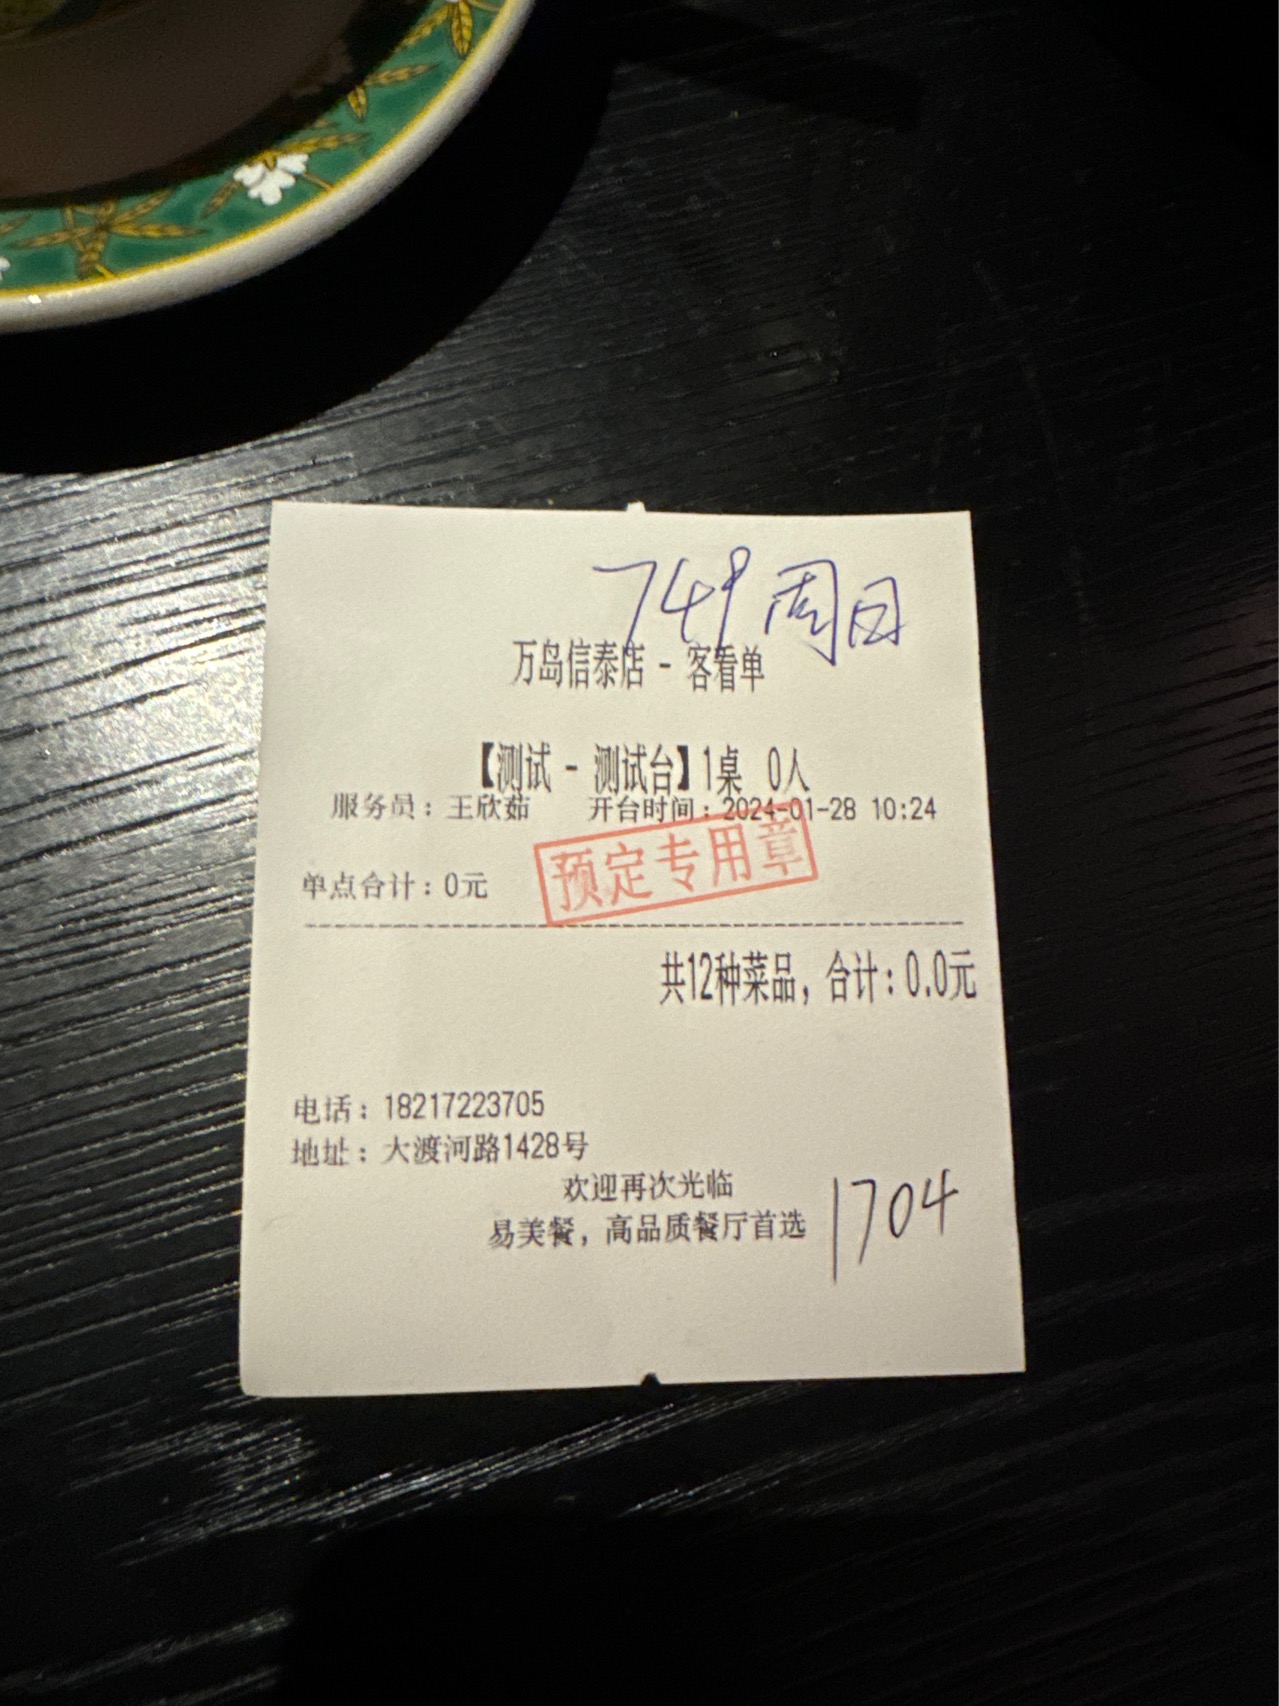 749 周日
万岛信泰店 - 客看单
【测试 - 测试台】1桌 0人
服务员：王欣茹 开台时间：2024-01-28 10:24
预定专用章
单点合计：0元
共12种菜品，合计：0.0元
电话：18217223705
地址：大渡河路1428号
欢迎再次光临
易美餐，高品质餐厅首选
1704